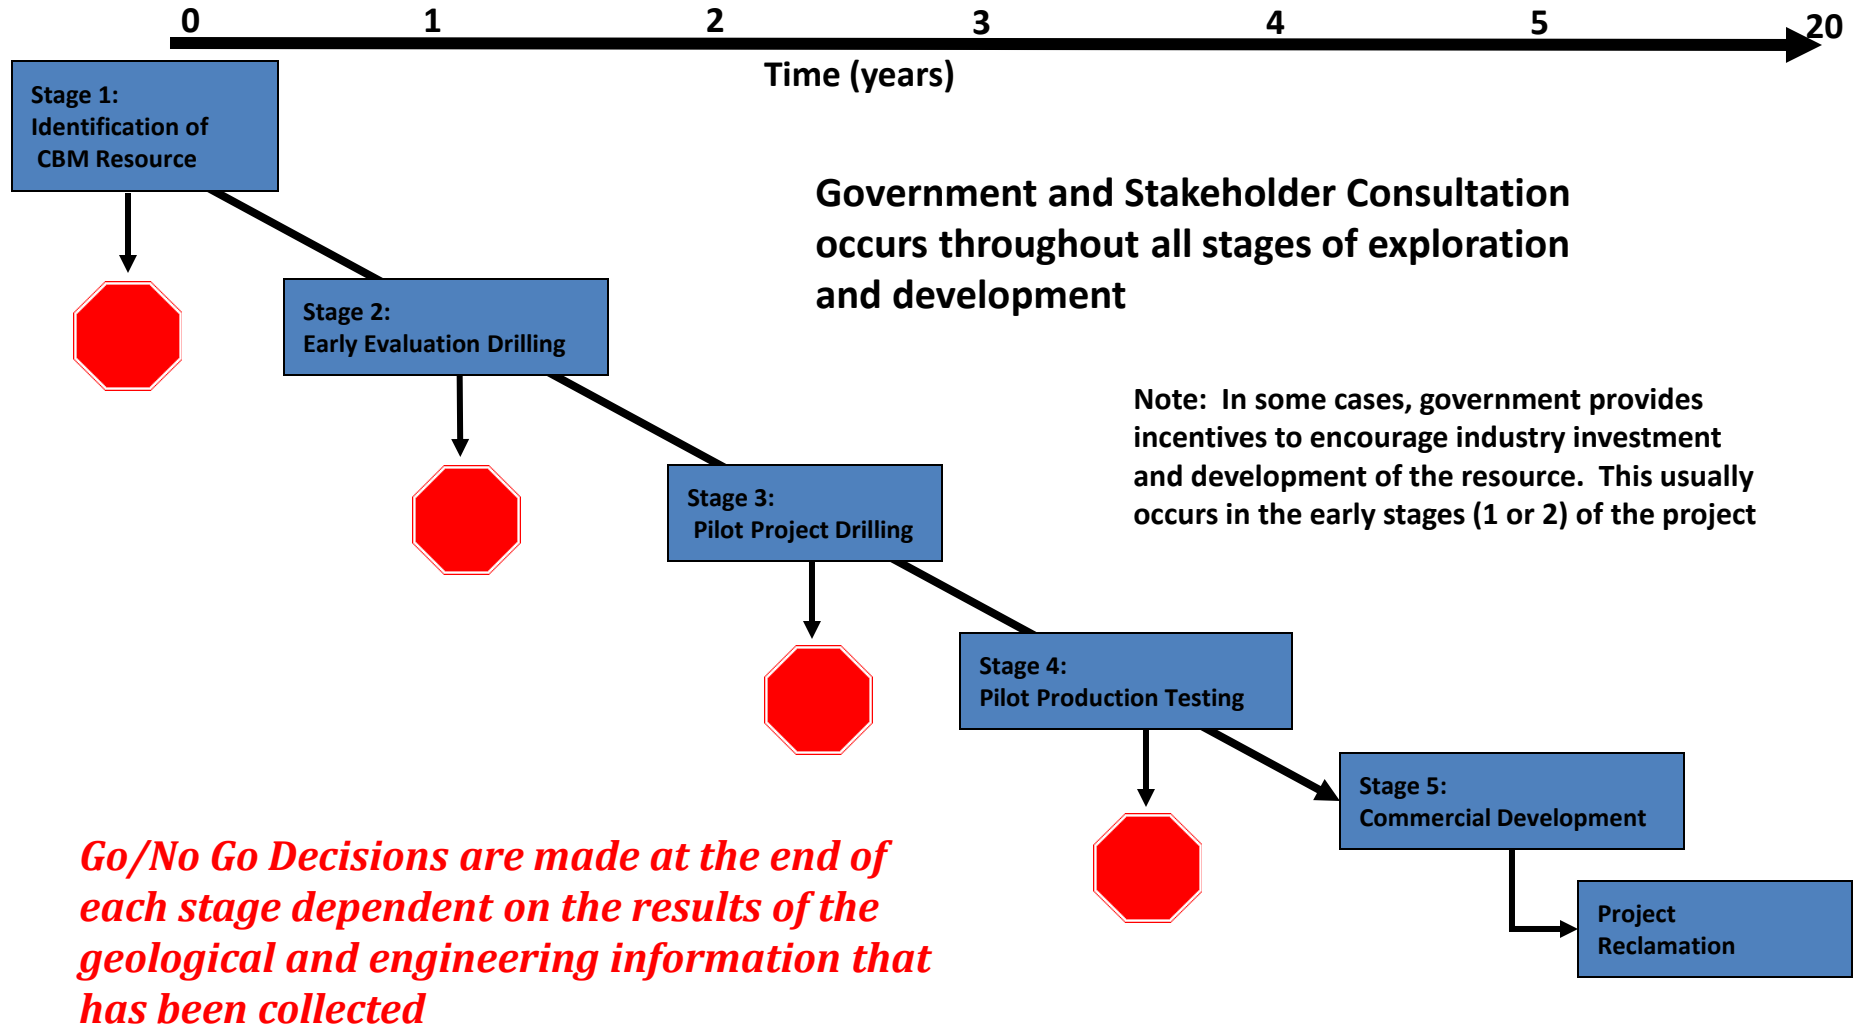 0 1 2 3 4 5 20
Time (years)
Stage 1:
Identification of
CBM Resource
Government and Stakeholder Consultation
occurs throughout all stages of exploration
and development
Stage 2:
Early Evaluation Drilling
Note: In some cases, government provides
incentives to encourage industry investment
and development of the resource. This usually
occurs in the early stages (1 or 2) of the project
Stage 3:
Pilot Project Drilling
Stage 4:
Pilot Production Testing
Stage 5:
Commercial Development
Go/No Go Decisions are made at the end of
each stage dependent on the results of the
geological and engineering information that
has been collected
Project
Reclamation